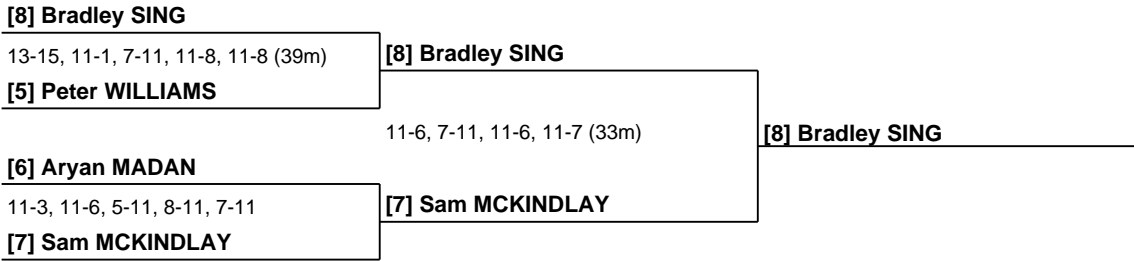 [8] Bradley SING
13-15, 11-1, 7-11, 11-8, 11-8 (39m)
[8] Bradley SING
[5] Peter WILLIAMS
11-6, 7-11, 11-6, 11-7 (33m)
[8] Bradley SING
[6] Aryan MADAN
11-3, 11-6, 5-11, 8-11, 7-11
[7] Sam MCKINDLAY
[7] Sam MCKINDLAY